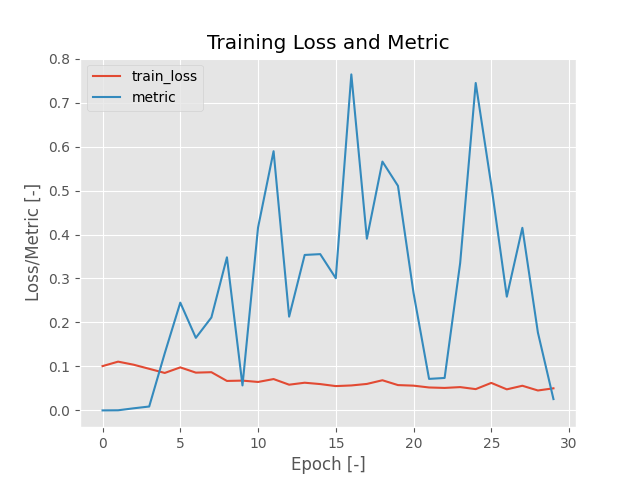 Training Loss and Metric
train_loss
metric
0.8
0.7
0.6
0.5
0.4
0.3
0.2
0.1
0.0
Loss/Metric [-]
0 5 10 15 20 25 30
Epoch [-]